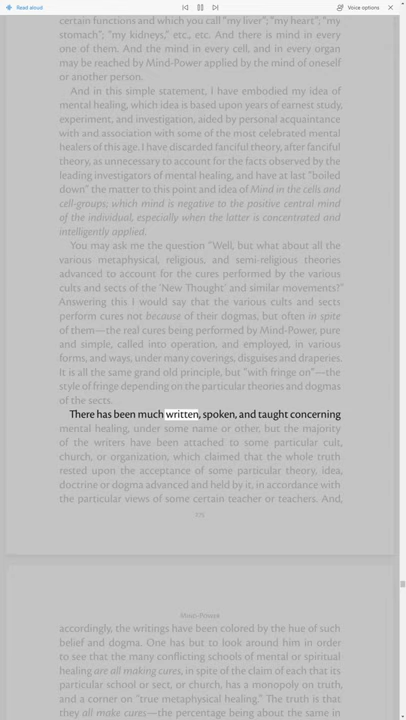 Read aloud
Voice options
certain functions and which you call "my liver"; "my heart"; "my
stomach"; "my kidneys," etc., etc. And there is mind in every
one of them. And the mind in every cell, and in every organ
may be reached by Mind-Power applied by the mind of oneself
or another person.
And in this simple statement, I have embodied my idea of
mental healing, which idea is based upon years of earnest study,
experiment, and investigation, aided by personal acquaintance
with and association with some of the most celebrated mental
healers of this age. I have discarded fanciful theory, after fanciful
theory, as unnecessary to account for the facts observed by the
leading investigators of mental healing, and have at last "boiled
down" the matter to this point and idea of Mind in the cells and
cell-groups; which mind is negative to the positive central mind
of the individual, especially when the latter is concentrated and
intelligently applied.
You may ask me the question "Well, but what about all the
various metaphysical, religious, and semi-religious theories
advanced to account for the cures performed by the various
cults and sects of the 'New Thought' and similar movements?"
Answering this I would say that the various cults and sects
perform cures not because of their dogmas, but often in spite
of them—the real cures being performed by Mind-Power, pure
and simple, called into operation, and employed, in various
forms, and ways, under many coverings, disguises and draperies.
It is all the same grand old principle, but "with fringe on"—the
style of fringe depending on the particular theories and dogmas
of the sects.
There has been much written, spoken, and taught concerning
mental healing, under some name or other, but the majority
of the writers have been attached to some particular cult,
church, or organization, which claimed that the whole truth
rested upon the acceptance of some particular theory, idea,
doctrine or dogma advanced and held by it, in accordance with
the particular views of some certain teacher or teachers. And,
175
Mind-Power
accordingly, the writings have been colored by the hue of such
belief and dogma. One has but to look around him in order
to see that the many conflicting schools of mental or spiritual
healing are all making cures, in spite of the claim of each that its
particular school or sect, or church, has a monopoly on truth,
and a corner on "true metaphysical healing." The truth is that
they all make cures—the percentage being about the same in